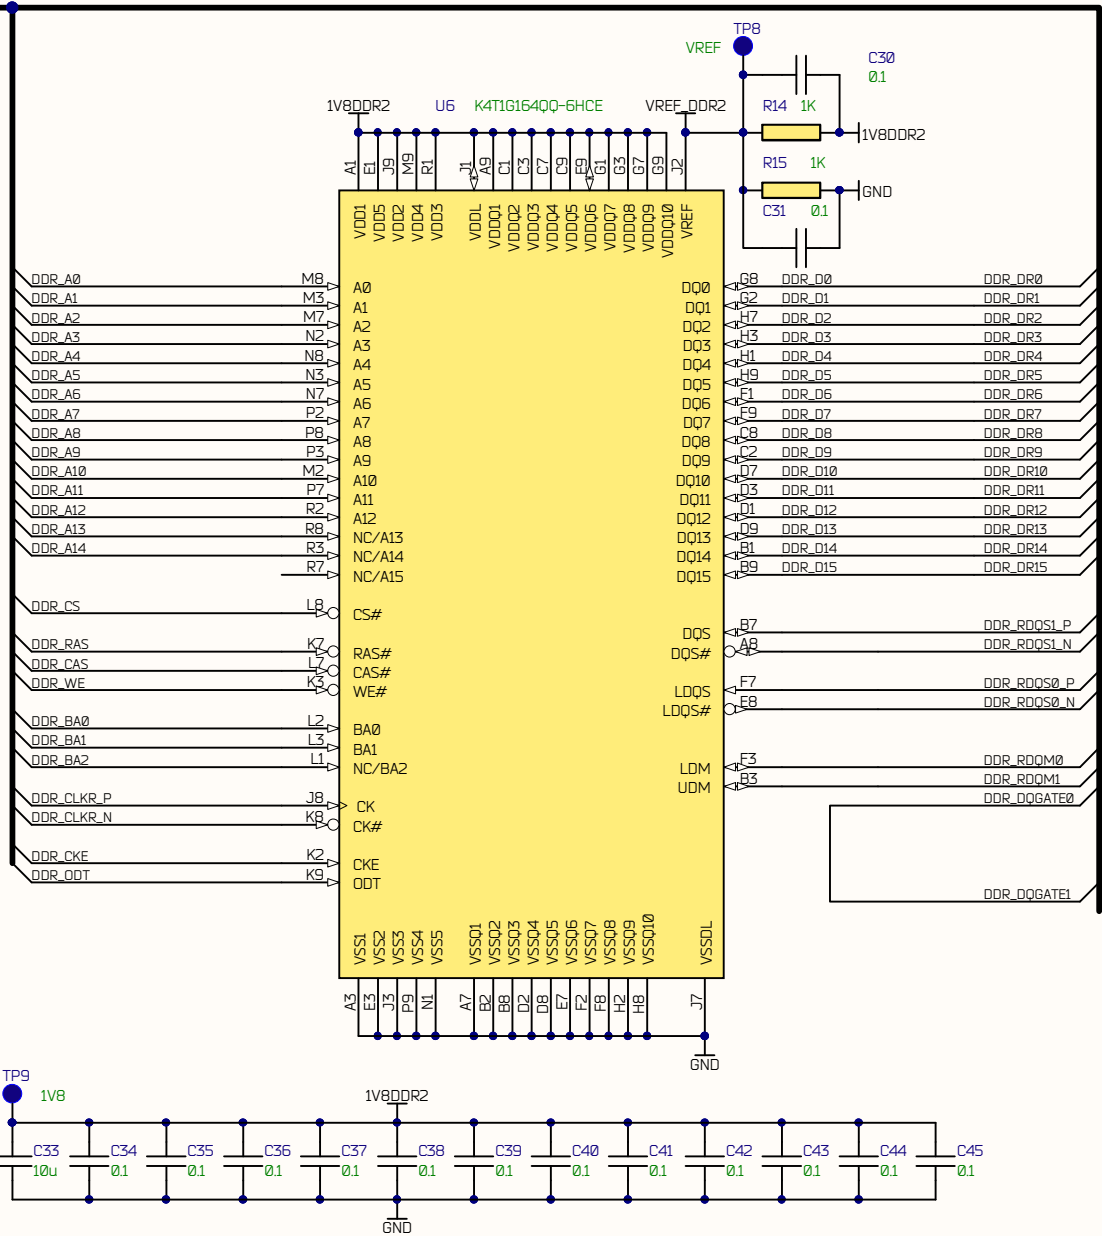 TP8
VREF
C30
0.1
1V8DDR2
U6 K4T1G164QQ-6HCE
VREF_DDR2
R14 1K
1V8DDR2
R15 1K
GND
C31 0.1
A1 E1 J9 M9 R1 J1 A9 C1 C3 C7 C9 E9 G1 G3 G7 G9 J2
VDD1 VDD5 VDD2 VDD4 VDD3 VDDL VDDQ1 VDDQ2 VDDQ3 VDDQ4 VDDQ5 VDDQ6 VDDQ7 VDDQ8 VDDQ9 VDDQ10 VREF
DDR_A0 M8 A0 DQ0 G8 DDR_D0 DDR_DR0
DDR_A1 M3 A1 DQ1 G2 DDR_D1 DDR_DR1
DDR_A2 M7 A2 DQ2 H7 DDR_D2 DDR_DR2
DDR_A3 N2 A3 DQ3 H3 DDR_D3 DDR_DR3
DDR_A4 N8 A4 DQ4 H1 DDR_D4 DDR_DR4
DDR_A5 N3 A5 DQ5 H9 DDR_D5 DDR_DR5
DDR_A6 N7 A6 DQ6 F1 DDR_D6 DDR_DR6
DDR_A7 P2 A7 DQ7 F9 DDR_D7 DDR_DR7
DDR_A8 P8 A8 DQ8 C8 DDR_D8 DDR_DR8
DDR_A9 P3 A9 DQ9 C2 DDR_D9 DDR_DR9
DDR_A10 M2 A10 DQ10 D7 DDR_D10 DDR_DR10
DDR_A11 P7 A11 DQ11 D3 DDR_D11 DDR_DR11
DDR_A12 R2 A12 DQ12 D1 DDR_D12 DDR_DR12
DDR_A13 R8 NC/A13 DQ13 D9 DDR_D13 DDR_DR13
DDR_A14 R3 NC/A14 DQ14 B1 DDR_D14 DDR_DR14
R7 NC/A15 DQ15 B9 DDR_D15 DDR_DR15
DDR_CS L8 CS#
DQS B7 DDR_RDQS1_P
DDR_RAS K7 RAS# DQS# A8 DDR_RDQS1_N
DDR_CAS L7 CAS#
DDR_WE K3 WE# LDQS F7 DDR_RDQS0_P
LDQS# E8 DDR_RDQS0_N
DDR_BA0 L2 BA0
DDR_BA1 L3 BA1
DDR_BA2 L1 NC/BA2 LDM F3 DDR_RDQM0
UDM B3 DDR_RDQM1
DDR_CLKR_P J8 CK DDR_DQGATE0
DDR_CLKR_N K8 CK#
DDR_CKE K2 CKE
DDR_ODT K9 ODT
DDR_DQGATE1
VSS1 VSS2 VSS3 VSS4 VSS5 VSSQ1 VSSQ2 VSSQ3 VSSQ4 VSSQ5 VSSQ6 VSSQ7 VSSQ8 VSSQ9 VSSQ10 VSSDL
A3 E3 J3 P9 N1 A7 B2 B8 D2 D8 E7 F2 F8 H2 H8 J7
GND
TP9
1V8
1V8DDR2
C33 C34 C35 C36 C37 C38 C39 C40 C41 C42 C43 C44 C45
10u 0.1 0.1 0.1 0.1 0.1 0.1 0.1 0.1 0.1 0.1 0.1 0.1
GND